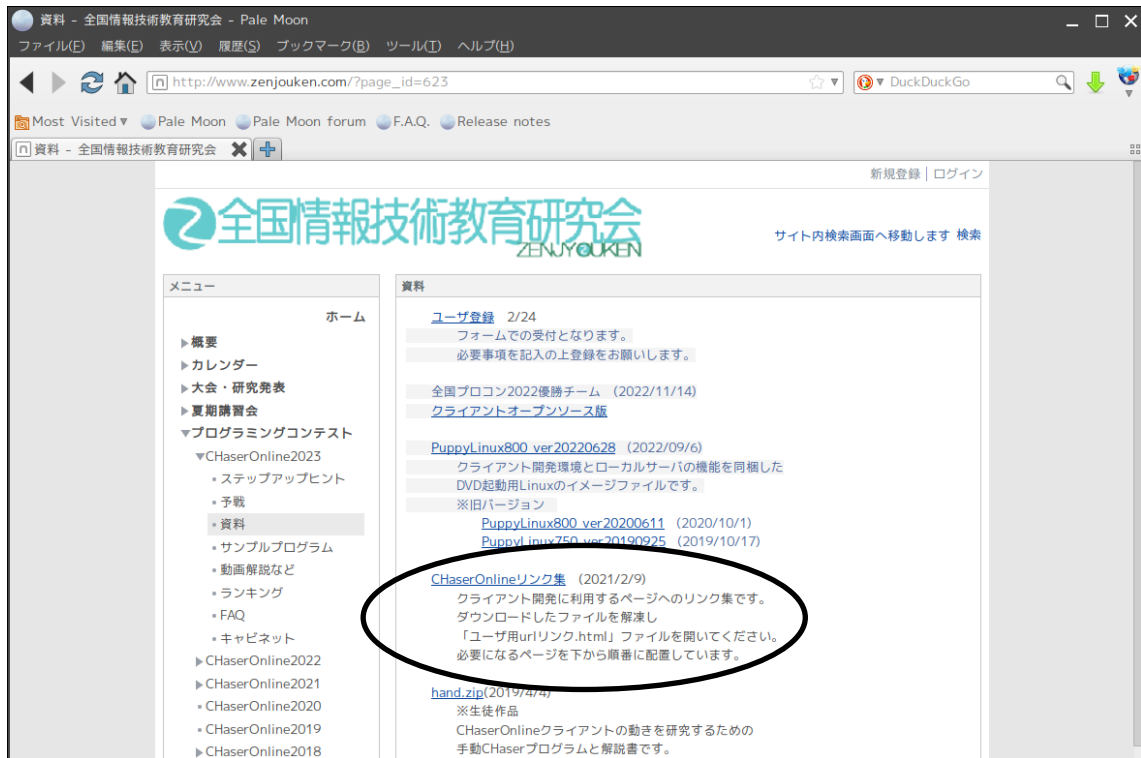 資料 - 全国情報技術教育研究会 - Pale Moon
ファイル(F) 編集(E) 表示(V) 履歴(S) ブックマーク(B) ツール(T) ヘルプ(H)
http://www.zenjouken.com/?page_id=623
DuckDuckGo
Most Visited Pale Moon Pale Moon forum F.A.Q. Release notes
資料 - 全国情報技術教育研究会
新規登録 | ログイン
全国情報技術教育研究会
ZENJYOUKEN
サイト内検索画面へ移動します 検索
メニュー
ホーム
概要
カレンダー
大会・研究発表
夏期講習会
プログラミングコンテスト
CHaserOnline2023
ステップアップヒント
予戦
資料
サンプルプログラム
動画解説など
ランキング
FAQ
キャビネット
CHaserOnline2022
CHaserOnline2021
CHaserOnline2020
CHaserOnline2019
CHaserOnline2018
資料
ユーザ登録 2/24
フォームでの受付となります。
必要事項を記入の上登録をお願いします。
全国プロコン2022優勝チーム (2022/11/14)
クライアントオープンソース版
PuppyLinux800_ver20220628 (2022/09/6)
クライアント開発環境とローカルサーバの機能を同梱した
DVD起動用Linuxのイメージファイルです。
※旧バージョン
PuppyLinux800_ver20200611 (2020/10/1)
PuppyLinux750_ver20190925 (2019/10/17)
CHaserOnlineリンク集 (2021/2/9)
クライアント開発に利用するページへのリンク集です。
ダウンロードしたファイルを解凍し
「ユーザ用urlリンク.html」ファイルを開いてください。
必要になるページを下から順番に配置しています。
hand.zip(2019/4/4)
※生徒作品
CHaserOnlineクライアントの動きを研究するための
手動CHaserプログラムと解説書です。